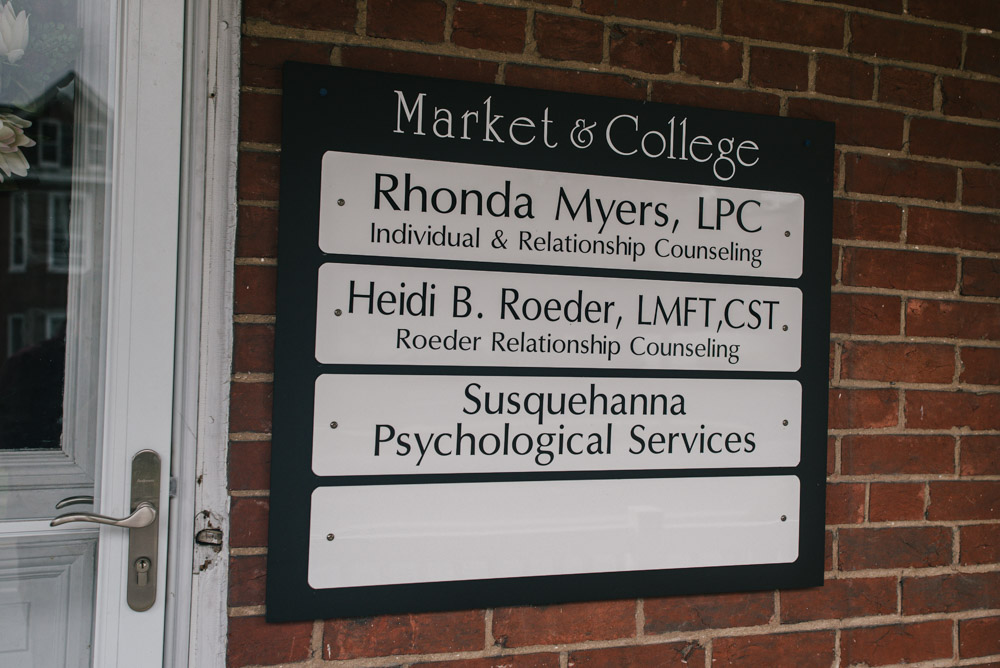 Market & College
Rhonda Myers, LPC
Individual & Relationship Counseling
Heidi B. Roeder, LMFT,CST
Roeder Relationship Counseling
Susquehanna
Psychological Services